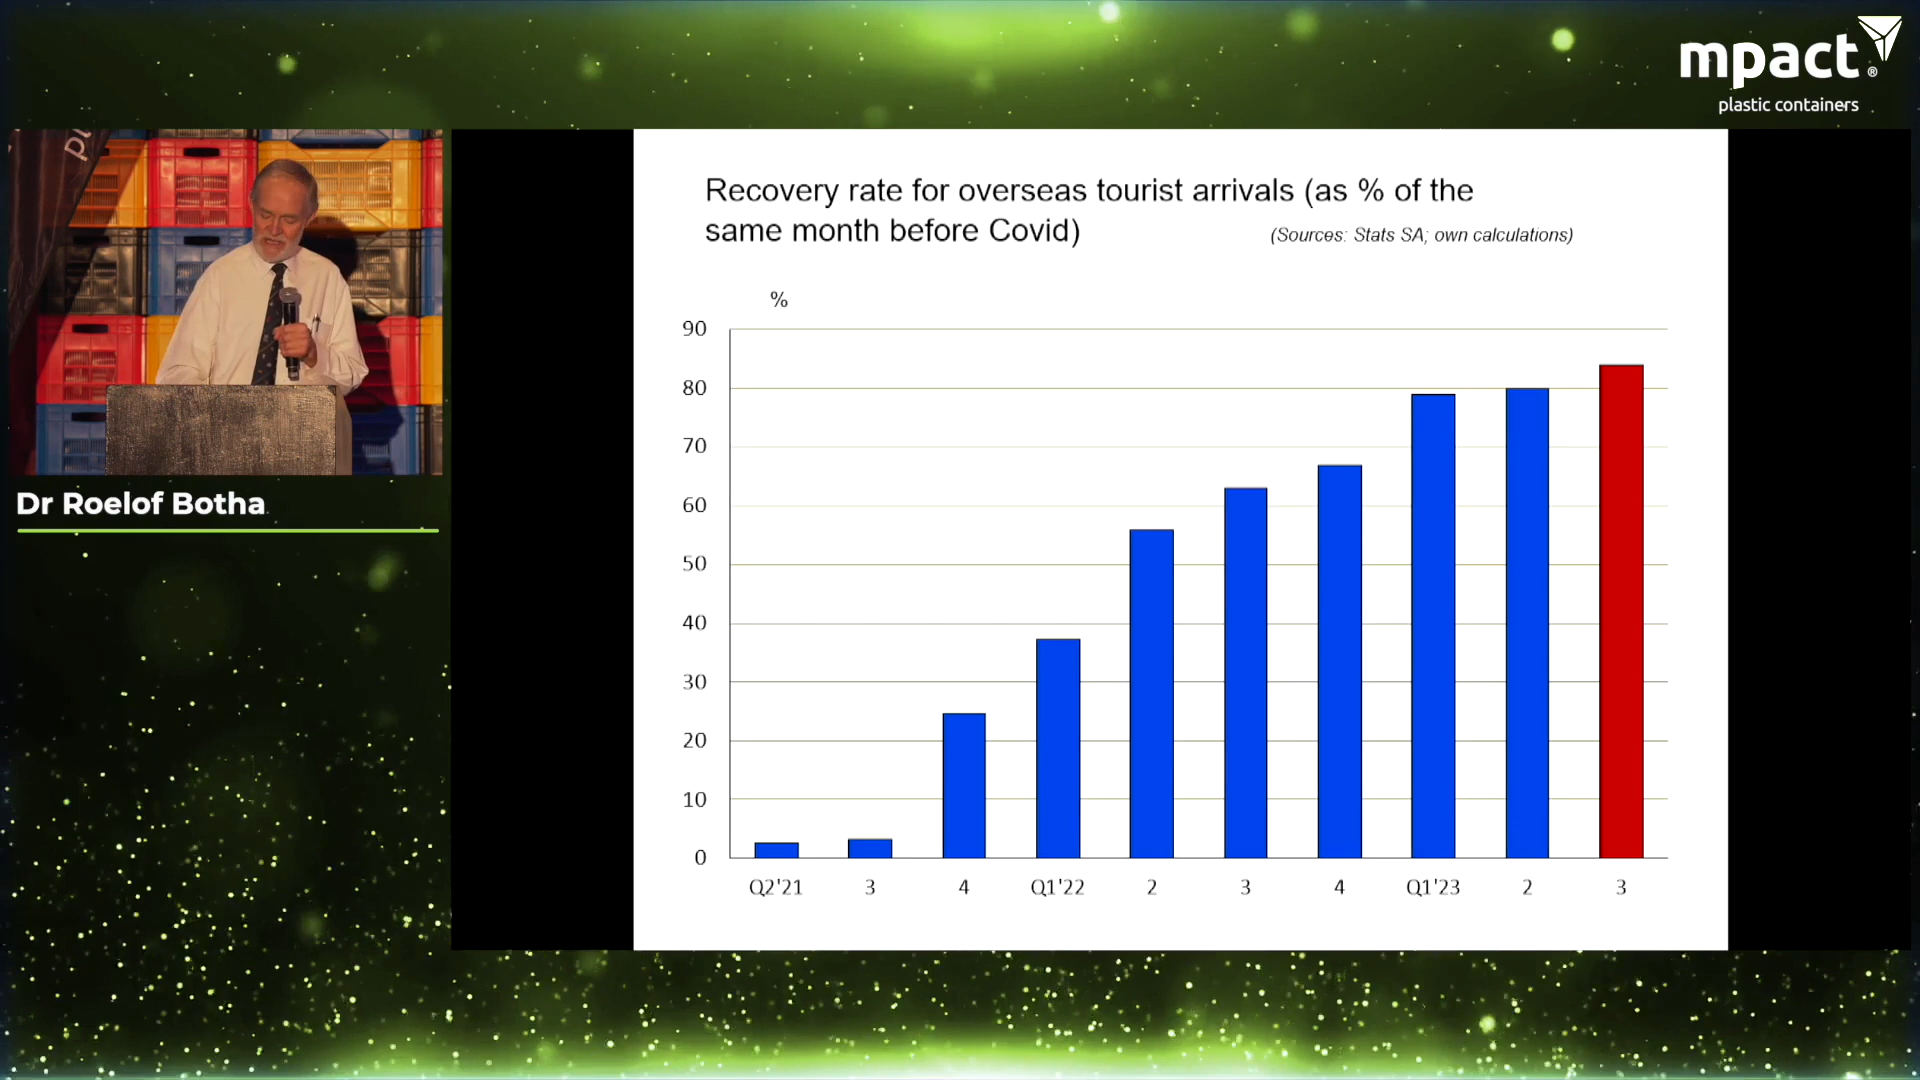 mpact®
plastic containers
pl
Dr Roelof Botha
Recovery rate for overseas tourist arrivals (as % of the
same month before Covid)
(Sources: Stats SA; own calculations)
%
90
80
70
60
50
40
30
20
10
0
Q2'21 3 4 Q1'22 2 3 4 Q1'23 2 3